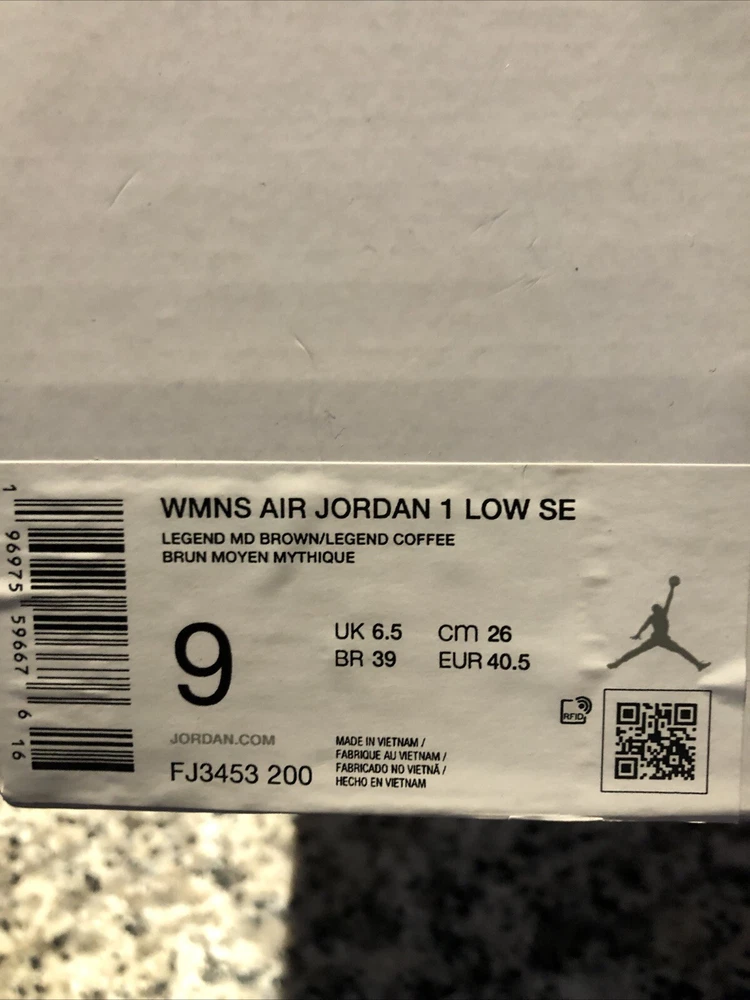 WMNS AIR JORDAN 1 LOW SE
LEGEND MD BROWN/LEGEND COFFEE
BRUN MOYEN MYTHIQUE
9
UK 6.5 cm 26
BR 39 EUR 40.5
RFID
JORDAN.COM
FJ3453 200
MADE IN VIETNAM /
FABRIQUE AU VIETNAM /
FABRICADO NO VIETNÃ /
HECHO EN VIETNAM
1 96975 59667 6 16